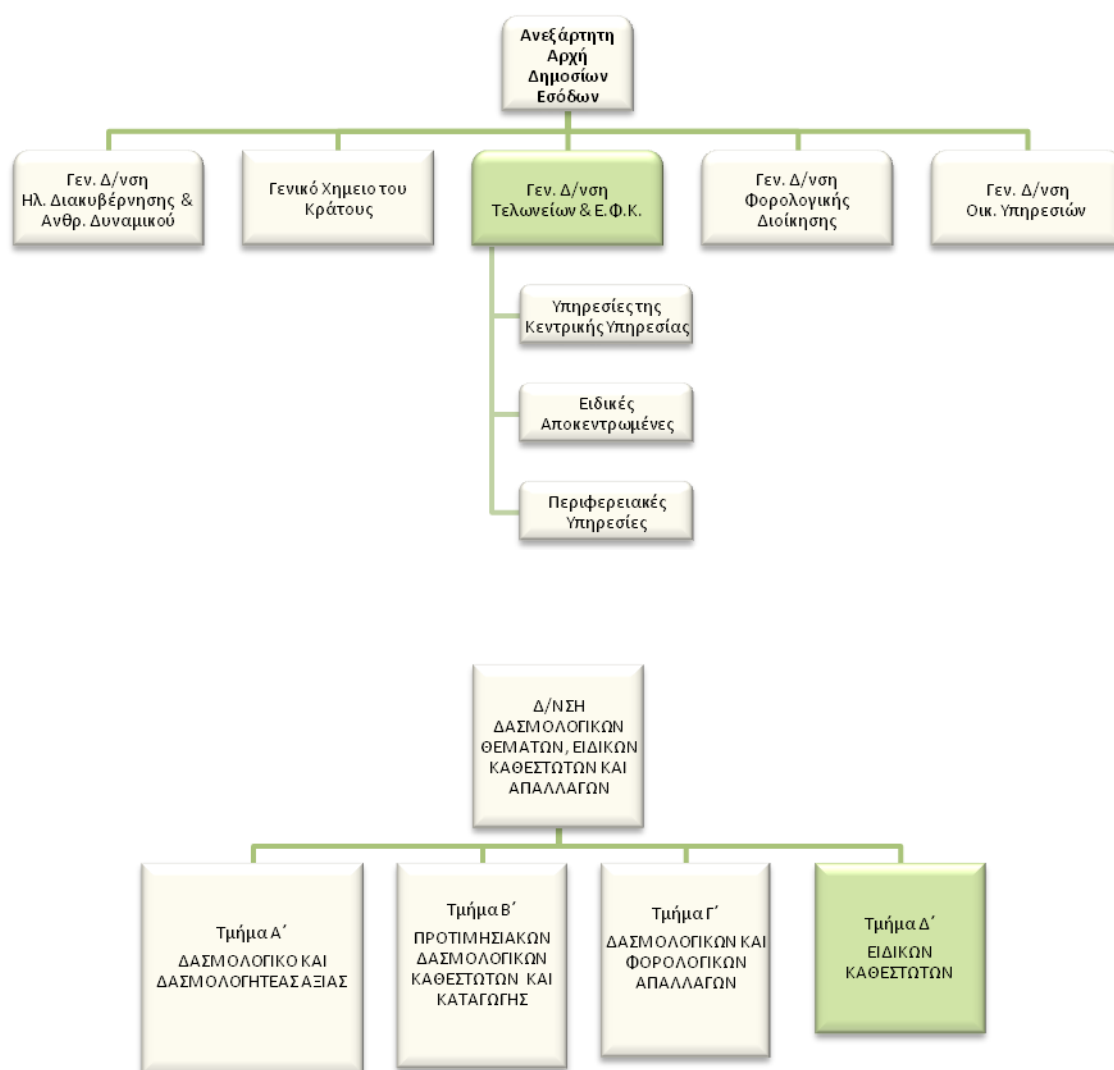 Ανεξάρτητη
Αρχή
Δημοσίων
Εσόδων
Γεν. Δ/νση
Ηλ. Διακυβέρνησης &
Ανθρ. Δυναμικού
Γενικό Χημειο του
Κράτους
Γεν. Δ/νση
Τελωνείων & Ε.Φ.Κ.
Γεν. Δ/νση
Φορολογικής
Διοίκησης
Γεν. Δ/νση
Οικ. Υπηρεσιών
Υπηρεσίες της
Κεντρικής Υπηρεσίας
Ειδικές
Αποκεντρωμένες
Περιφερειακές
Υπηρεσίες
Δ/ΝΣΗ
ΔΑΣΜΟΛΟΓΙΚΩΝ
ΘΕΜΑΤΩΝ, ΕΙΔΙΚΩΝ
ΚΑΘΕΣΤΩΤΩΝ ΚΑΙ
ΑΠΑΛΛΑΓΩΝ
Τμήμα Α΄
ΔΑΣΜΟΛΟΓΙΚΟ ΚΑΙ
ΔΑΣΜΟΛΟΓΗΤΕΑΣ ΑΞΙΑΣ
Τμήμα Β΄
ΠΡΟΤΙΜΗΣΙΑΚΩΝ
ΔΑΣΜΟΛΟΓΙΚΩΝ
ΚΑΘΕΣΤΩΤΩΝ ΚΑΙ
ΚΑΤΑΓΩΓΗΣ
Τμήμα Γ΄
ΔΑΣΜΟΛΟΓΙΚΩΝ ΚΑΙ
ΦΟΡΟΛΟΓΙΚΩΝ
ΑΠΑΛΛΑΓΩΝ
Τμήμα Δ΄
ΕΙΔΙΚΩΝ
ΚΑΘΕΣΤΩΤΩΝ